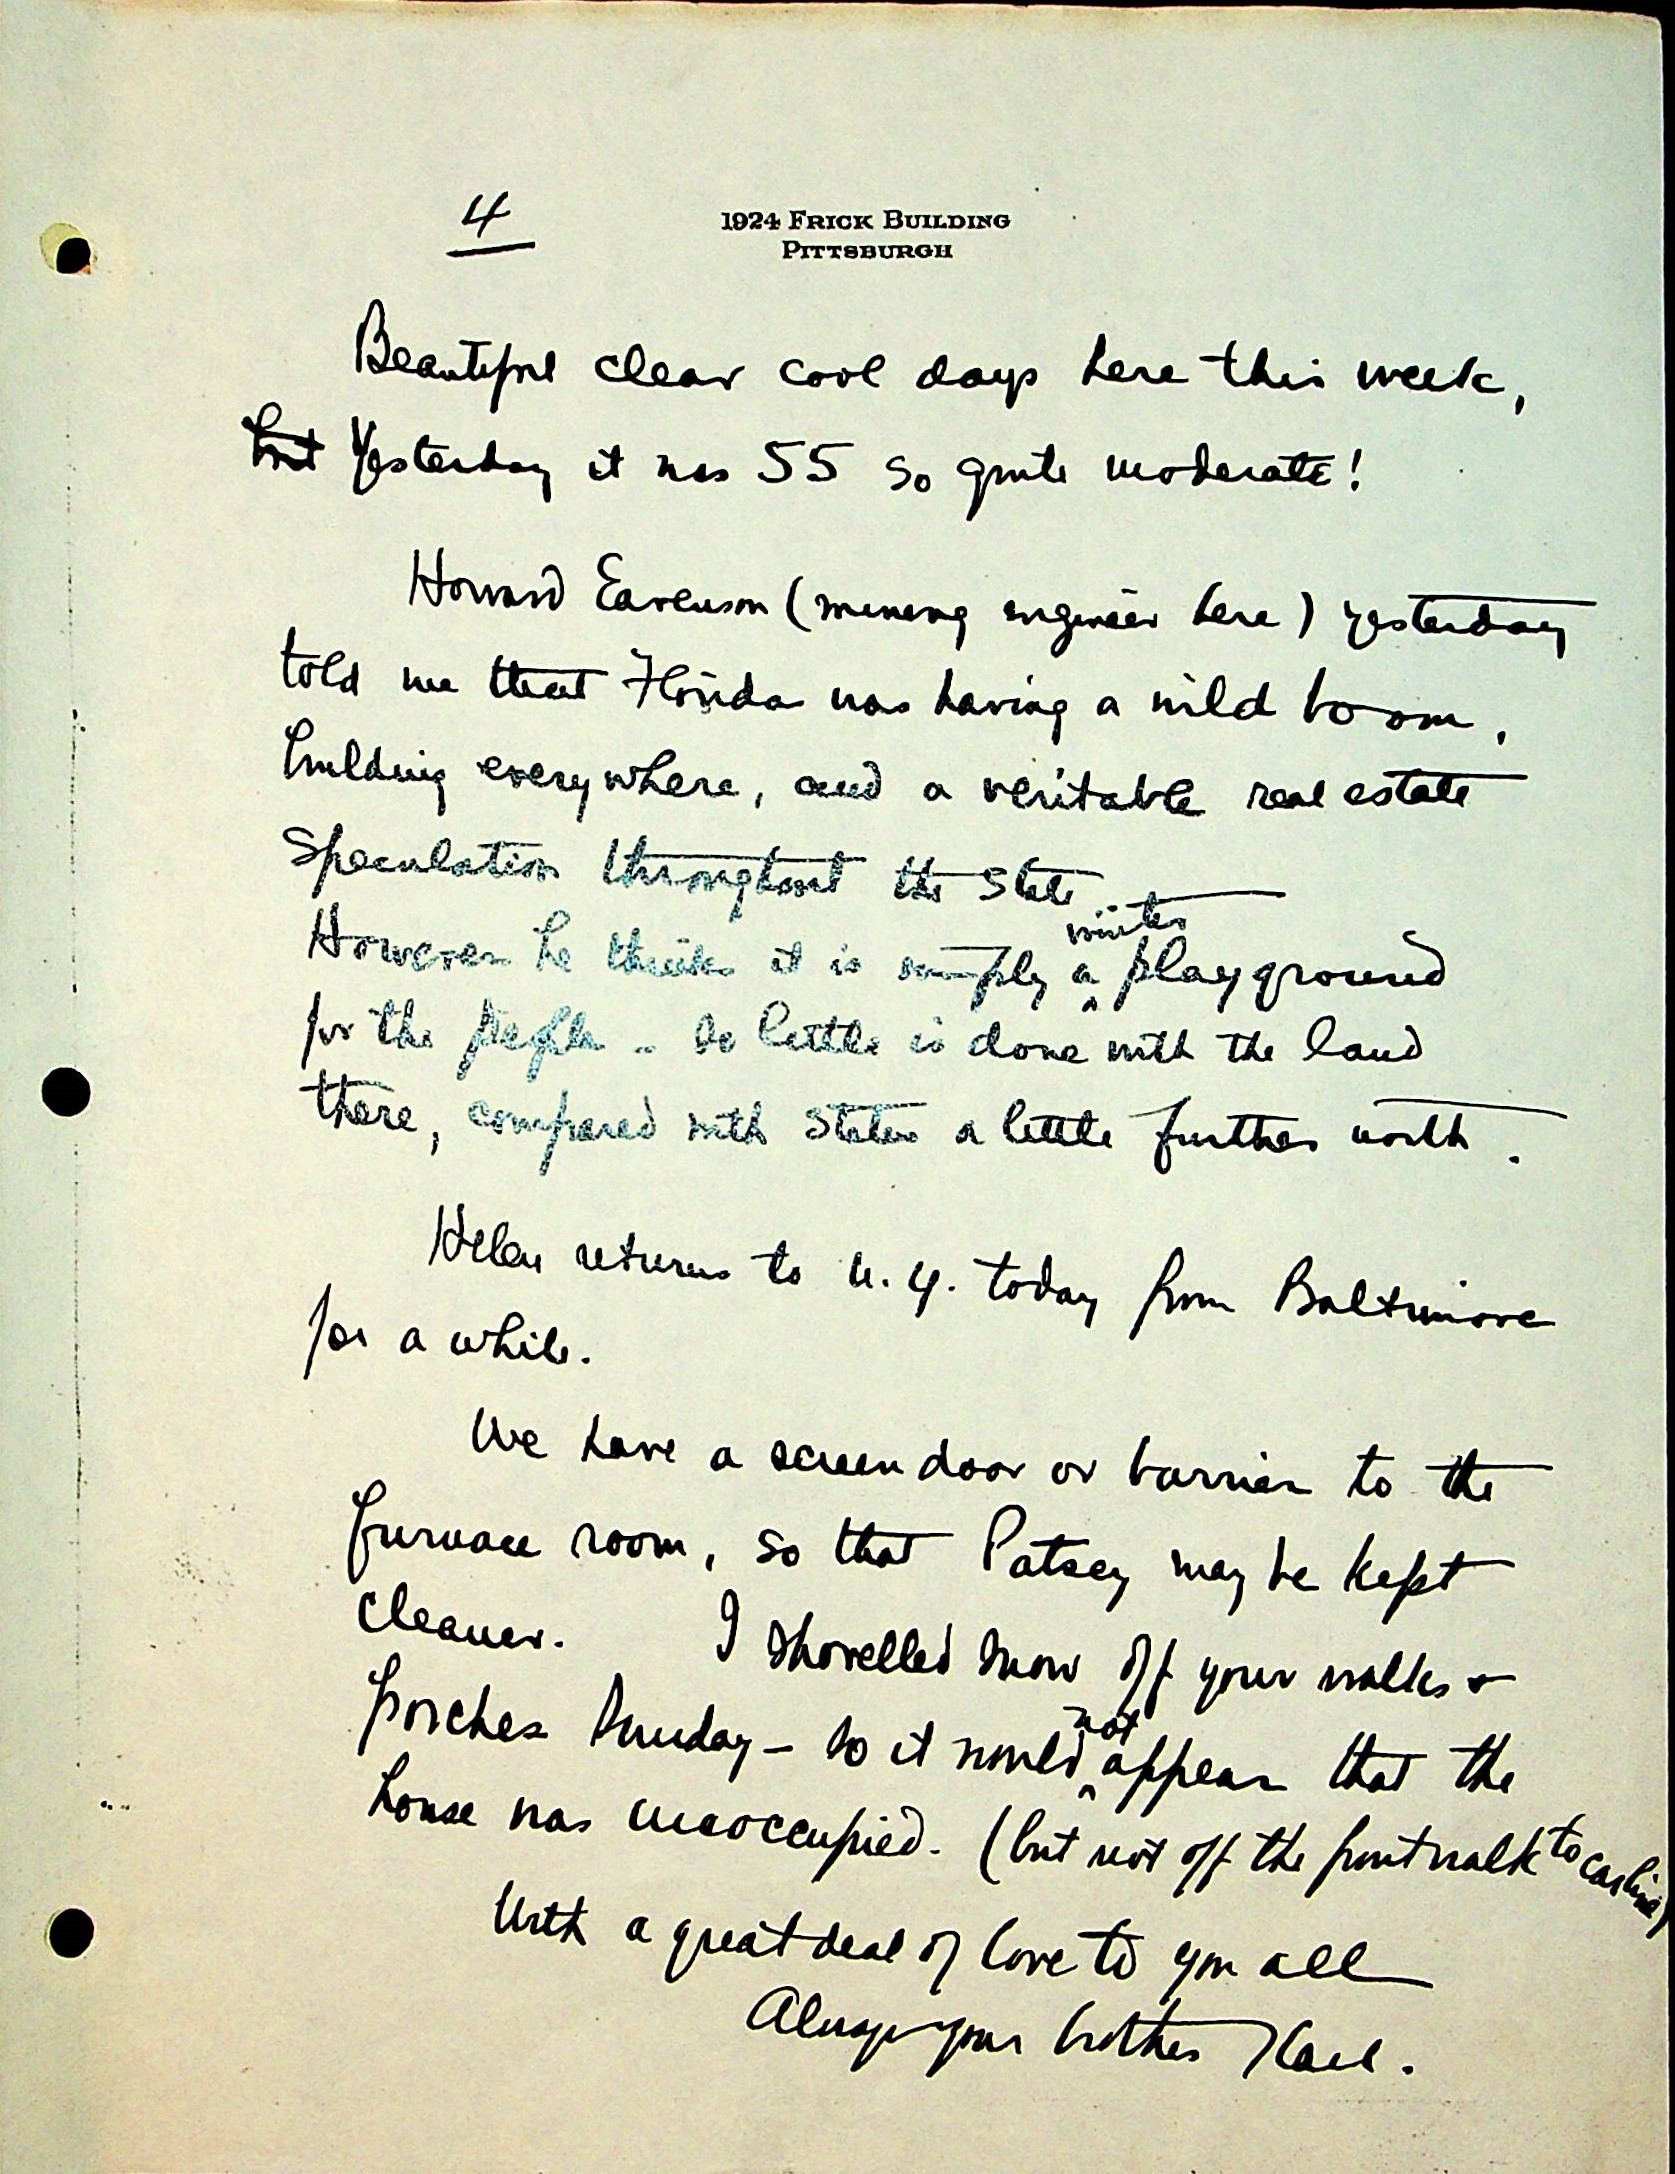 4
1924 FRICK BUILDING
PITTSBURGH
Beautiful clear cool days here this week,
but Yesterday it was 55 so quite moderate!
Howard Eavenson (mining engineer here) yesterday
told me that Florida was having a wild boom,
building everywhere, and a veritable real estate
speculation throughout the State.
However he thinks it is simply a winter playground
for the people - So little is done with the land
there, compared with States a little further north.
Helen returns to N.Y. today from Baltimore
for a while.
We have a screen door or barrier to the
furnace room, so that Patsey may be kept
cleaner. I shovelled snow off your walks &
porches Sunday - so it would not appear that the
house was unoccupied. (but not off the front walk to
With a great deal of love to you all
Always your brother Karl.